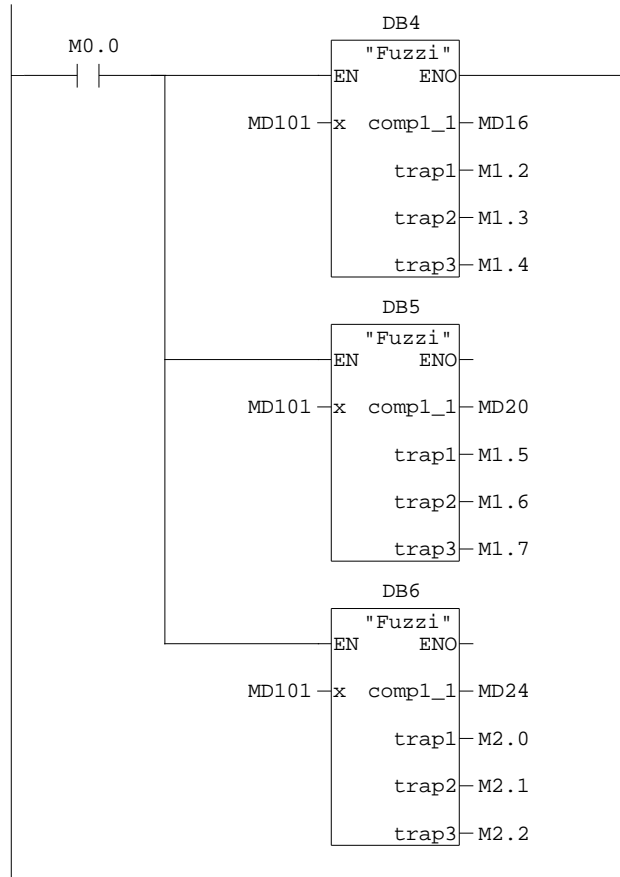 DB4
M0.0
"Fuzzi"
EN ENO
MD101 x comp1_1 MD16
trap1 M1.2
trap2 M1.3
trap3 M1.4
DB5
"Fuzzi"
EN ENO
MD101 x comp1_1 MD20
trap1 M1.5
trap2 M1.6
trap3 M1.7
DB6
"Fuzzi"
EN ENO
MD101 x comp1_1 MD24
trap1 M2.0
trap2 M2.1
trap3 M2.2